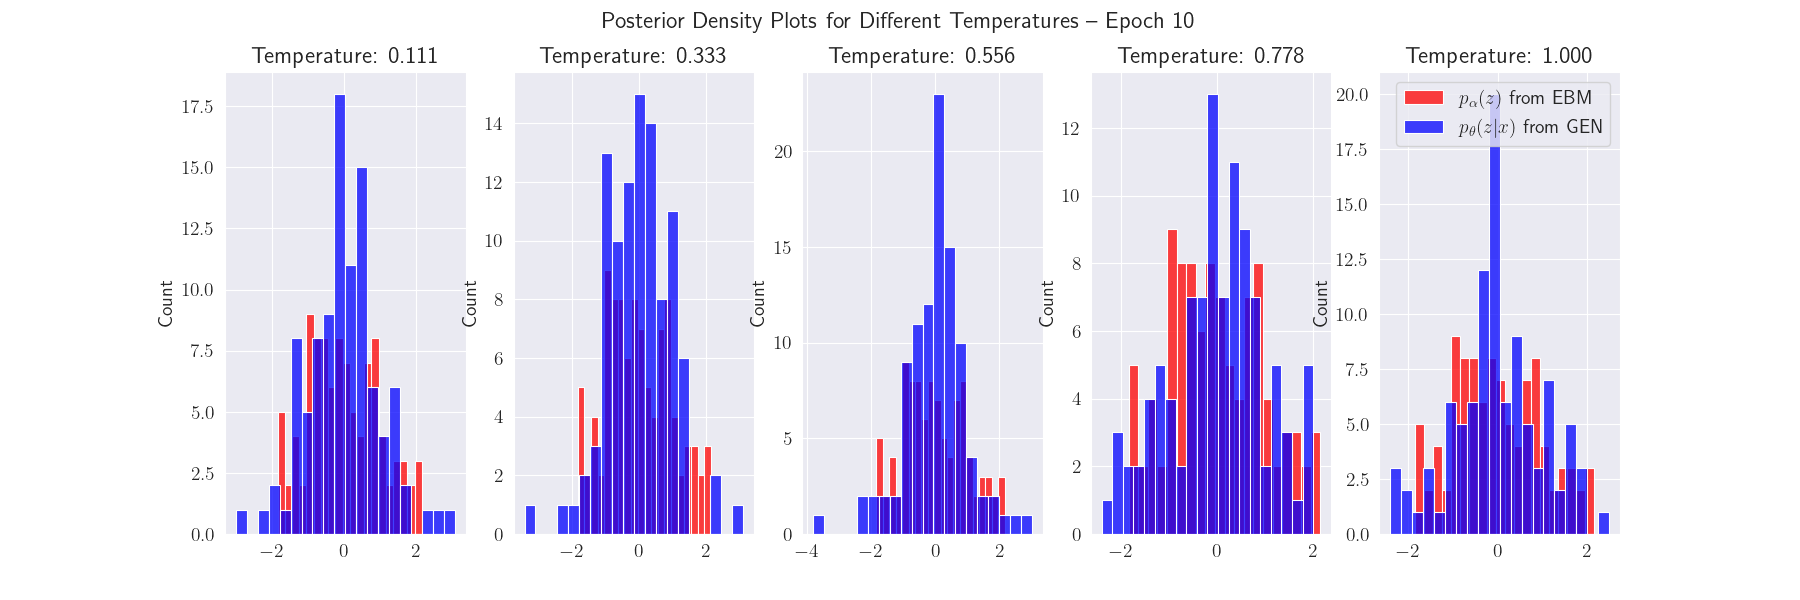 Posterior Density Plots for Different Temperatures – Epoch 10
Temperature: 0.111
17.5
15.0
12.5
10.0
7.5
5.0
2.5
0.0
Count
−2 0 2
Temperature: 0.333
14
12
10
8
6
4
2
0
Count
−2 0 2
Temperature: 0.556
20
15
10
5
0
Count
−4 −2 0 2
Temperature: 0.778
12
10
8
6
4
2
0
Count
−2 0 2
Temperature: 1.000
20.0
17.5
15.0
12.5
10.0
7.5
5.0
2.5
0.0
Count
−2 0 2
pα(z) from EBM
pθ(z|x) from GEN